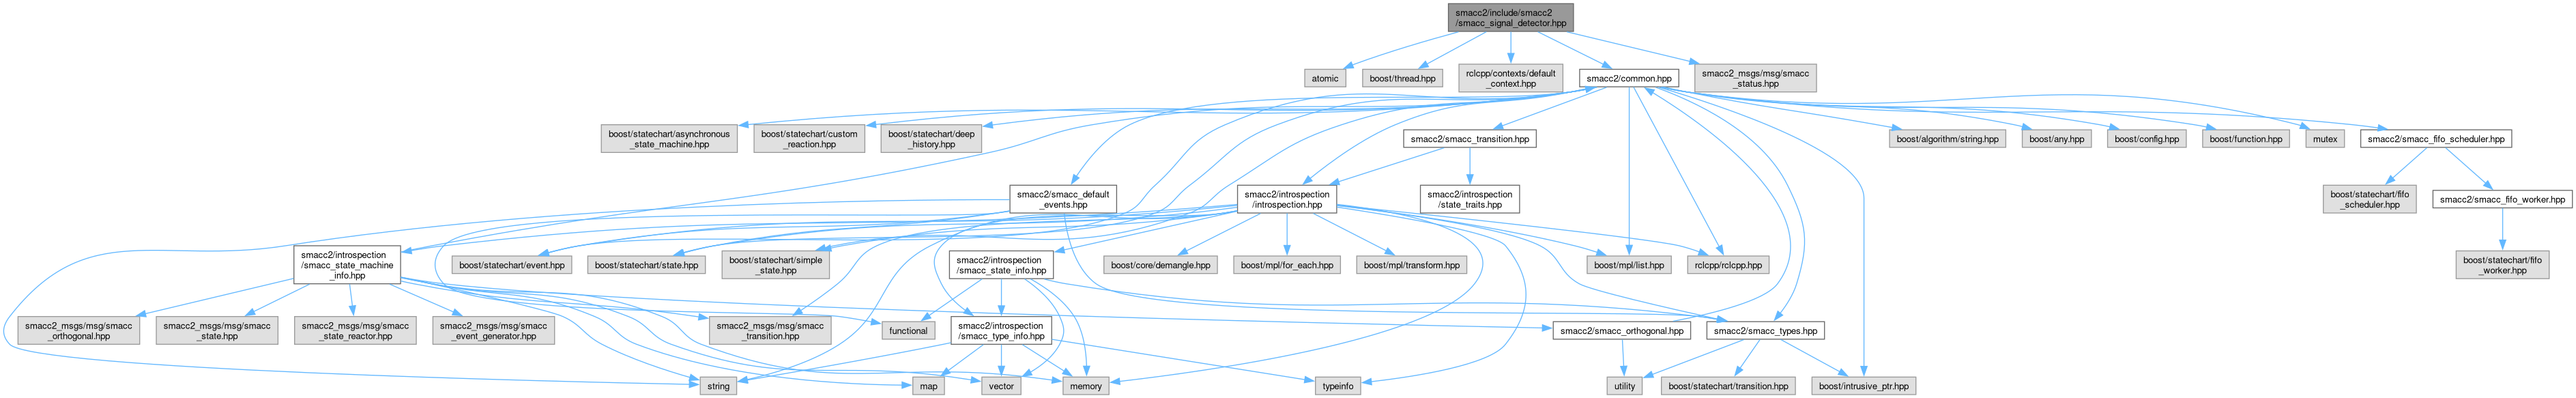 smacc2/include/smacc2
/smacc_signal_detector.hpp
atomic
boost/thread.hpp
rclcpp/contexts/default
_context.hpp
smacc2/common.hpp
smacc2_msgs/msg/smacc
_status.hpp
boost/statechart/asynchronous
_state_machine.hpp
boost/statechart/custom
_reaction.hpp
boost/statechart/deep
_history.hpp
smacc2/smacc_transition.hpp
boost/algorithm/string.hpp
boost/any.hpp
boost/config.hpp
boost/function.hpp
mutex
smacc2/smacc_fifo_scheduler.hpp
smacc2/smacc_default
_events.hpp
smacc2/introspection
/introspection.hpp
smacc2/introspection
/state_traits.hpp
boost/statechart/fifo
_scheduler.hpp
smacc2/smacc_fifo_worker.hpp
smacc2/introspection
/smacc_state_machine
_info.hpp
boost/statechart/event.hpp
boost/statechart/state.hpp
boost/statechart/simple
_state.hpp
smacc2/introspection
/smacc_state_info.hpp
boost/core/demangle.hpp
boost/mpl/for_each.hpp
boost/mpl/transform.hpp
boost/mpl/list.hpp
rclcpp/rclcpp.hpp
boost/statechart/fifo
_worker.hpp
smacc2_msgs/msg/smacc
_orthogonal.hpp
smacc2_msgs/msg/smacc
_state.hpp
smacc2_msgs/msg/smacc
_state_reactor.hpp
smacc2_msgs/msg/smacc
_event_generator.hpp
smacc2_msgs/msg/smacc
_transition.hpp
functional
smacc2/introspection
/smacc_type_info.hpp
smacc2/smacc_orthogonal.hpp
smacc2/smacc_types.hpp
string
map
vector
memory
typeinfo
utility
boost/statechart/transition.hpp
boost/intrusive_ptr.hpp